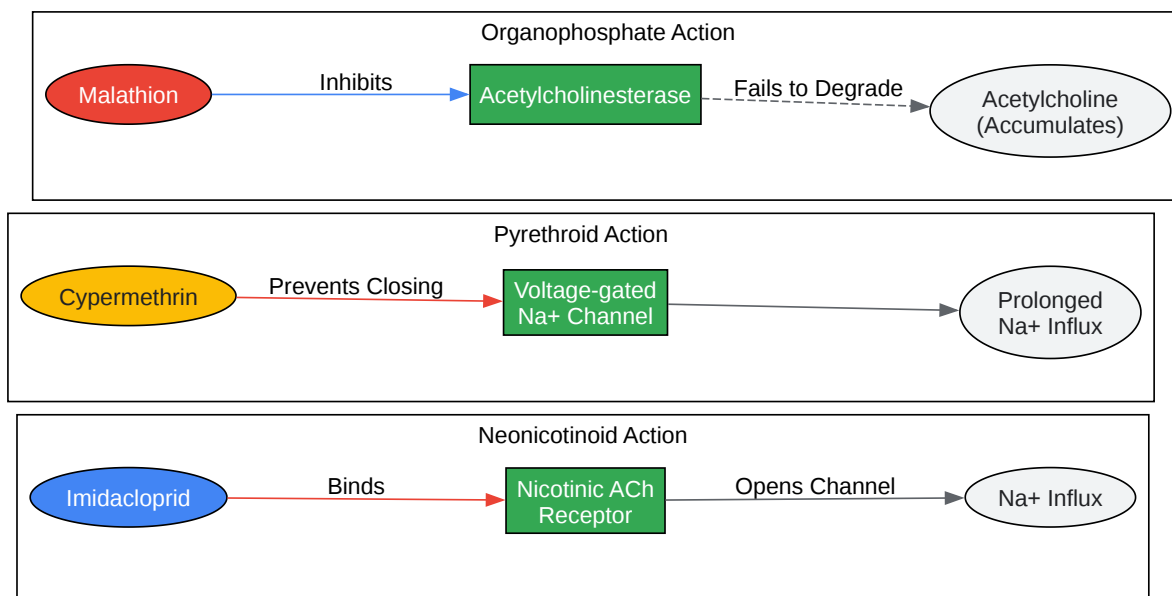 Organophosphate Action
Malathion
Inhibits
Acetylcholinesterase
Fails to Degrade
Acetylcholine
(Accumulates)
Pyrethroid Action
Cypermethrin
Prevents Closing
Voltage-gated
Na+ Channel
Prolonged
Na+ Influx
Neonicotinoid Action
Imidacloprid
Binds
Nicotinic ACh
Receptor
Opens Channel
Na+ Influx